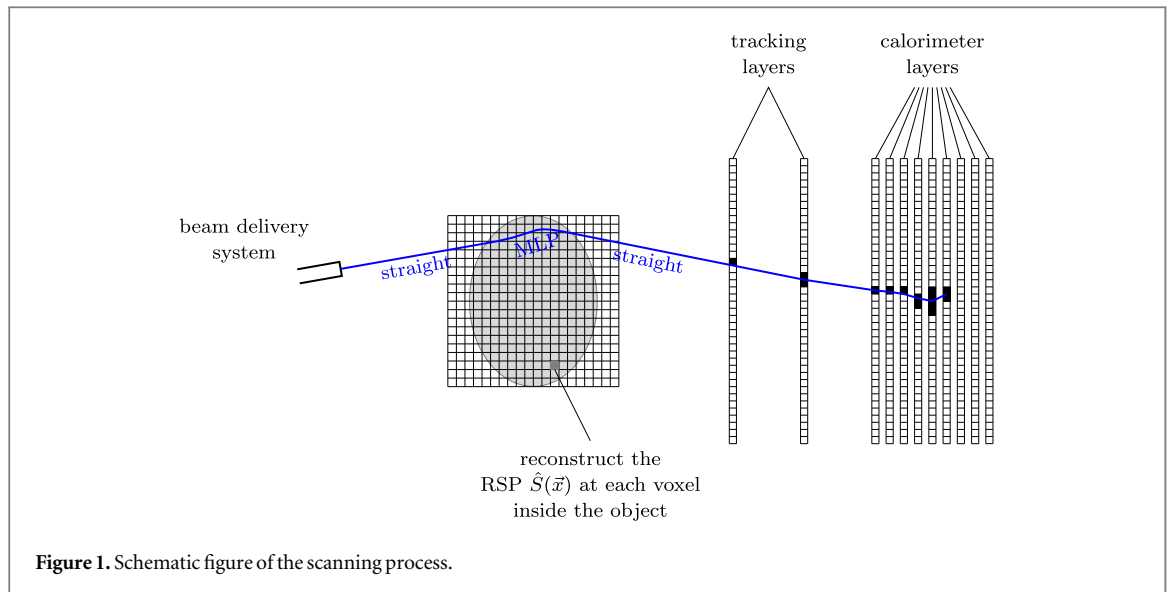 tracking
layers
calorimeter
layers
beam delivery
system
straight
MLP
straight
reconstruct the
RSP Ŝ(x⃗) at each voxel
inside the object
Figure 1. Schematic figure of the scanning process.